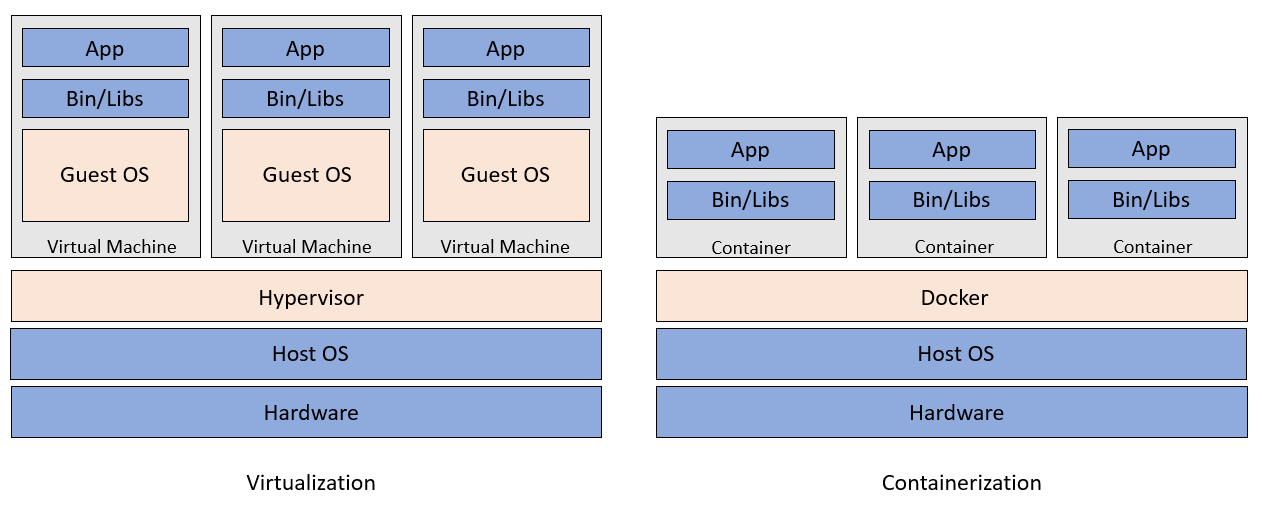 App
Bin/Libs
Guest OS
Virtual Machine
App
Bin/Libs
Guest OS
Virtual Machine
App
Bin/Libs
Guest OS
Virtual Machine
Hypervisor
Host OS
Hardware
Virtualization
App
Bin/Libs
Container
App
Bin/Libs
Container
App
Bin/Libs
Container
Docker
Host OS
Hardware
Containerization